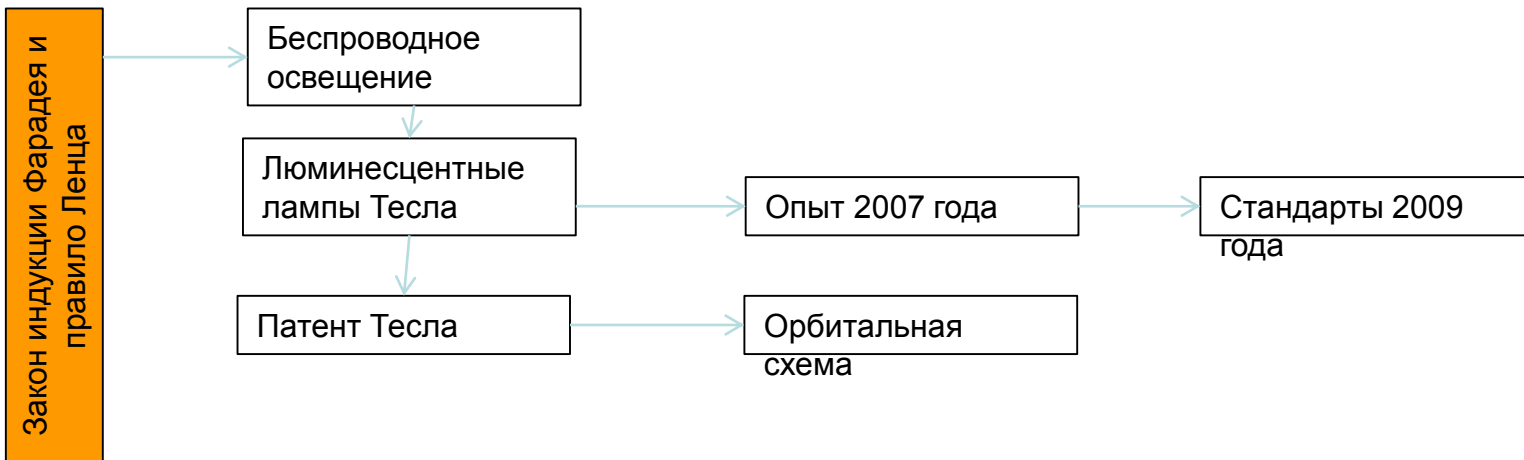 Закон индукции Фарадея и
правило Ленца
Беспроводное
освещение
Люминесцентные
лампы Тесла
Опыт 2007 года
Стандарты 2009
года
Патент Тесла
Орбитальная
схема